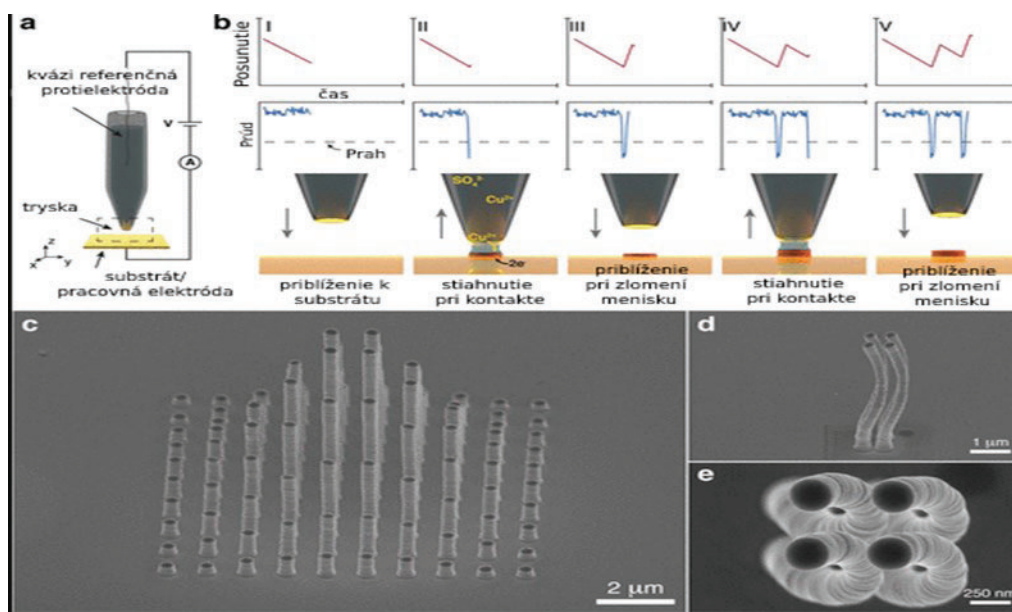 a
kvázi referenčná
protielektróda
V
A
tryska
z
x
y
substrát/
pracovná elektróda
b
I
II
III
IV
V
Posunutie
čas
Prúd
Prah
SO₄²⁻
Cu²⁺
Cu²⁺
2e⁻
priblíženie k
substrátu
stiahnutie
pri kontakte
priblíženie
pri zlomení
menisku
stiahnutie
pri kontakte
priblíženie
pri zlomení
menisku
c
2 µm
d
1 µm
e
250 nm